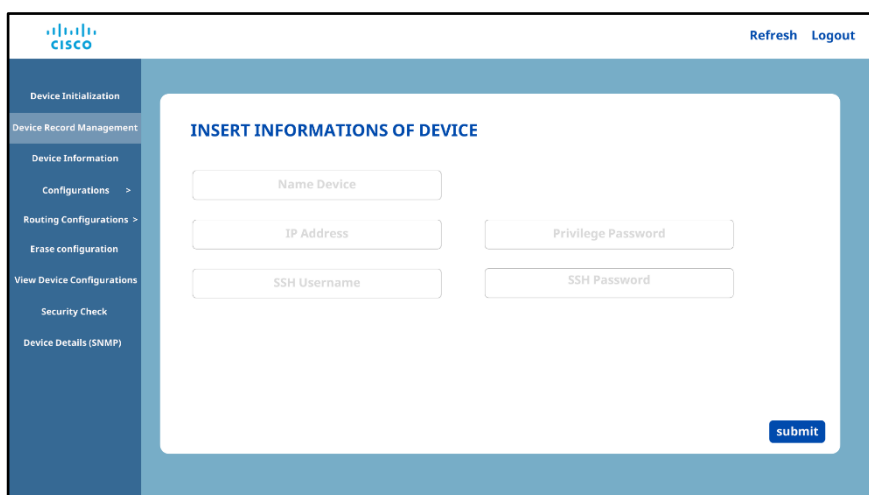 CISCO
Refresh Logout
Device Initialization
Device Record Management
Device Information
Configurations >
Routing Configurations >
Erase configuration
View Device Configurations
Security Check
Device Details (SNMP)
INSERT INFORMATIONS OF DEVICE
Name Device
IP Address Privilege Password
SSH Username SSH Password
submit